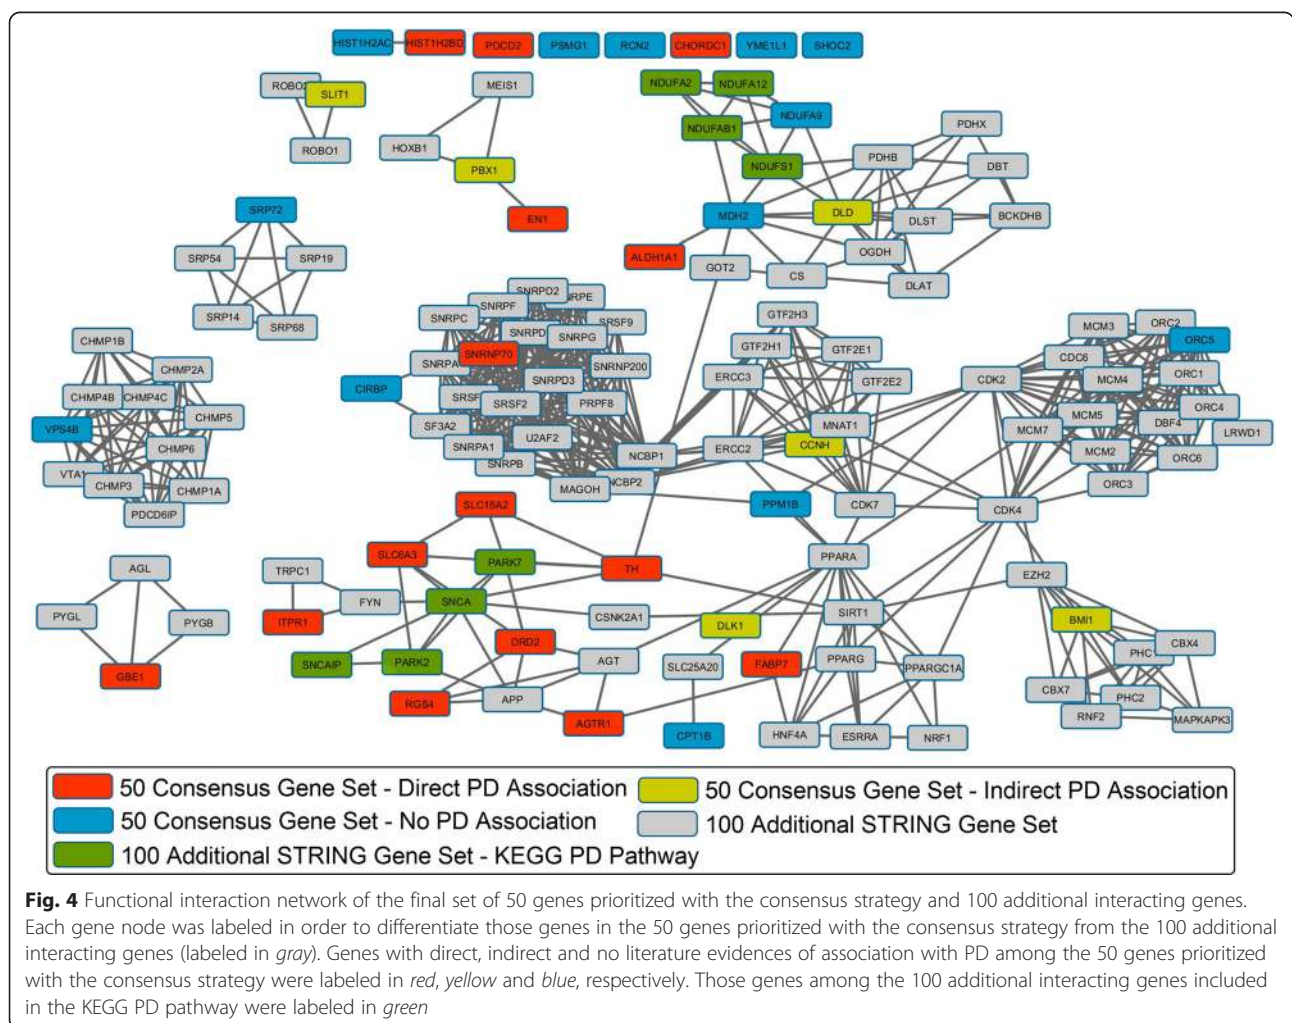 HIST1H2AC HIST1H2BD PDCD2 PSMG1 RCN2 CHORDC1 YME1L1 SHOC2
ROBO2 SLIT1 MEIS1 NDUFA2 NDUFA12
NDUFAB1 NDUFA9 PDHX
ROBO1 HOXB1 PBX1 NDUFS1 PDHB DBT
SRP72 EN1 MDH2 DLD DLST BCKDHB
SRP54 SRP19 ALDH1A1 GOT2 CS OGDH DLAT
SRP14 SRP68
SNRPD2 SNRPE
SNRPC SNRPF SRSF9 GTF2H3
CHMP1B SNRPD SNRPG GTF2H1 GTF2E1 MCM3 ORC2 ORC5
CHMP2A SNRPA SNRNP70 SNRNP200 ERCC3 GTF2E2 CDK2 CDC6 MCM4 ORC1
CHMP4B CHMP4C CIRBP SNRPD3 SRSF2 PRPF8
VPS4B CHMP5 SF3A2 U2AF2 MNAT1 MCM7 MCM5 DBF4 ORC4 LRWD1
VTA1 CHMP6 SNRPA1 SNRPB NCBP1 ERCC2 CCNH MCM2 ORC6
CHMP3 CHMP1A MAGOH NCBP2 ORC3
PDCD6IP SLC18A2 PPM1B CDK7 CDK4
AGL SLC6A3 PARK7 TH PPARA
TRPC1 FYN SNCA EZH2
PYGL PYGB ITPR1 CSNK2A1 DLK1 SIRT1 BMI1
GBE1 SNCAIP PARK2 DRD2 AGT SLC25A20 FABP7 PPARG PPARGC1A PHC1 CBX4
RGS4 APP AGTR1 CBX7 PHC2
CPT1B HNF4A ESRRA NRF1 RNF2 MAPKAPK3
50 Consensus Gene Set - Direct PD Association
50 Consensus Gene Set - Indirect PD Association
50 Consensus Gene Set - No PD Association
100 Additional STRING Gene Set
100 Additional STRING Gene Set - KEGG PD Pathway
Fig. 4 Functional interaction network of the final set of 50 genes prioritized with the consensus strategy and 100 additional interacting genes.
Each gene node was labeled in order to differentiate those genes in the 50 genes prioritized with the consensus strategy from the 100 additional
interacting genes (labeled in gray). Genes with direct, indirect and no literature evidences of association with PD among the 50 genes prioritized
with the consensus strategy were labeled in red, yellow and blue, respectively. Those genes among the 100 additional interacting genes included
in the KEGG PD pathway were labeled in green